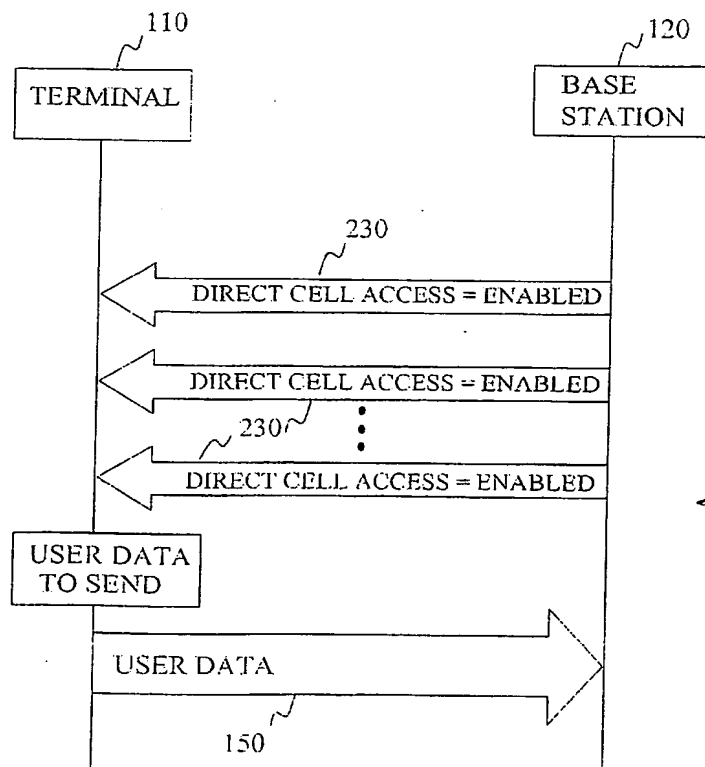 110
120
TERMINAL
BASE
STATION
230
DIRECT CELL ACCESS = ENABLED
DIRECT CELL ACCESS = ENABLED
230
DIRECT CELL ACCESS = ENABLED
USER DATA
TO SEND
USER DATA
150